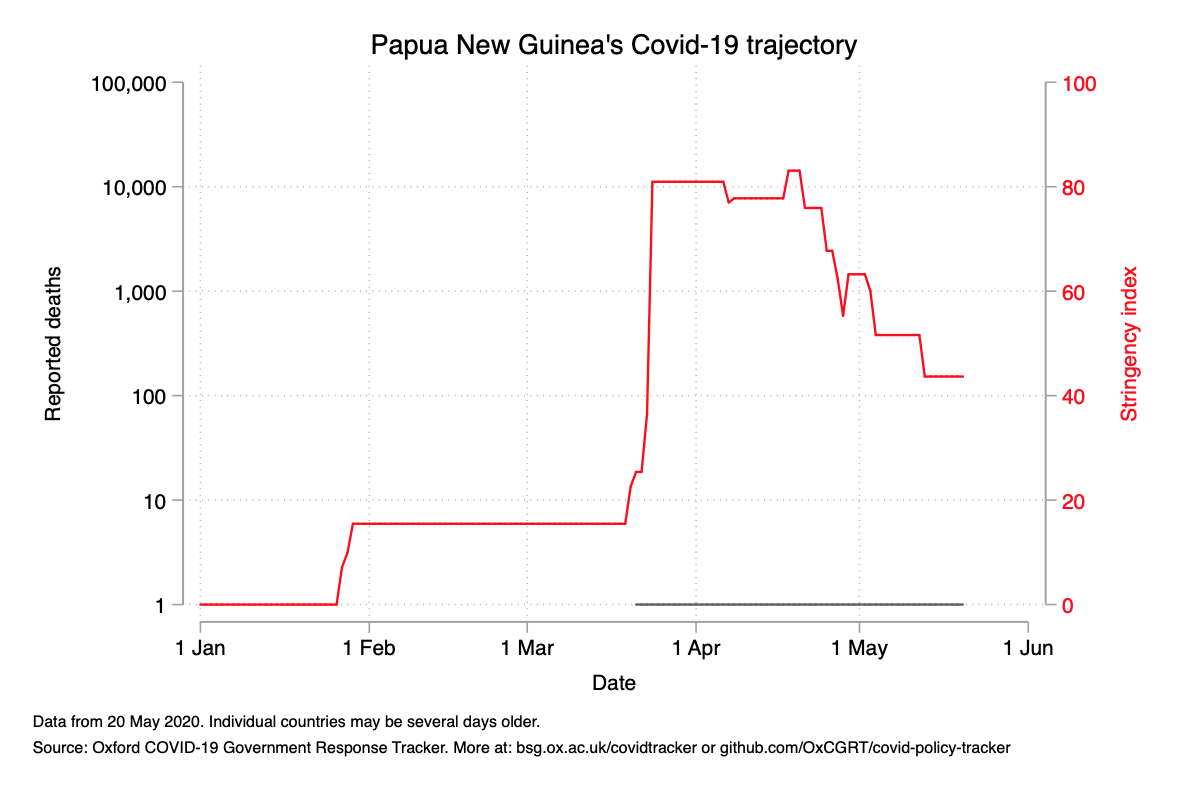 Papua New Guinea's Covid-19 trajectory
100,000
10,000
1,000
100
10
1
Reported deaths
100
80
60
40
20
0
Stringency index
1 Jan 1 Feb 1 Mar 1 Apr 1 May 1 Jun
Date
Data from 20 May 2020. Individual countries may be several days older.
Source: Oxford COVID-19 Government Response Tracker. More at: bsg.ox.ac.uk/covidtracker or github.com/OxCGRT/covid-policy-tracker